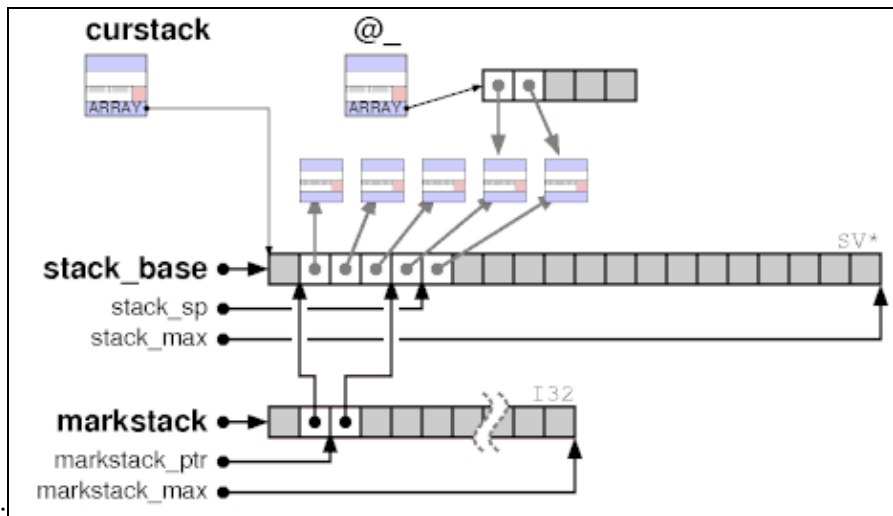 curstack @_
ARRAY ARRAY
SV*
stack_base
stack_sp
stack_max
I32
markstack
markstack_ptr
markstack_max
.